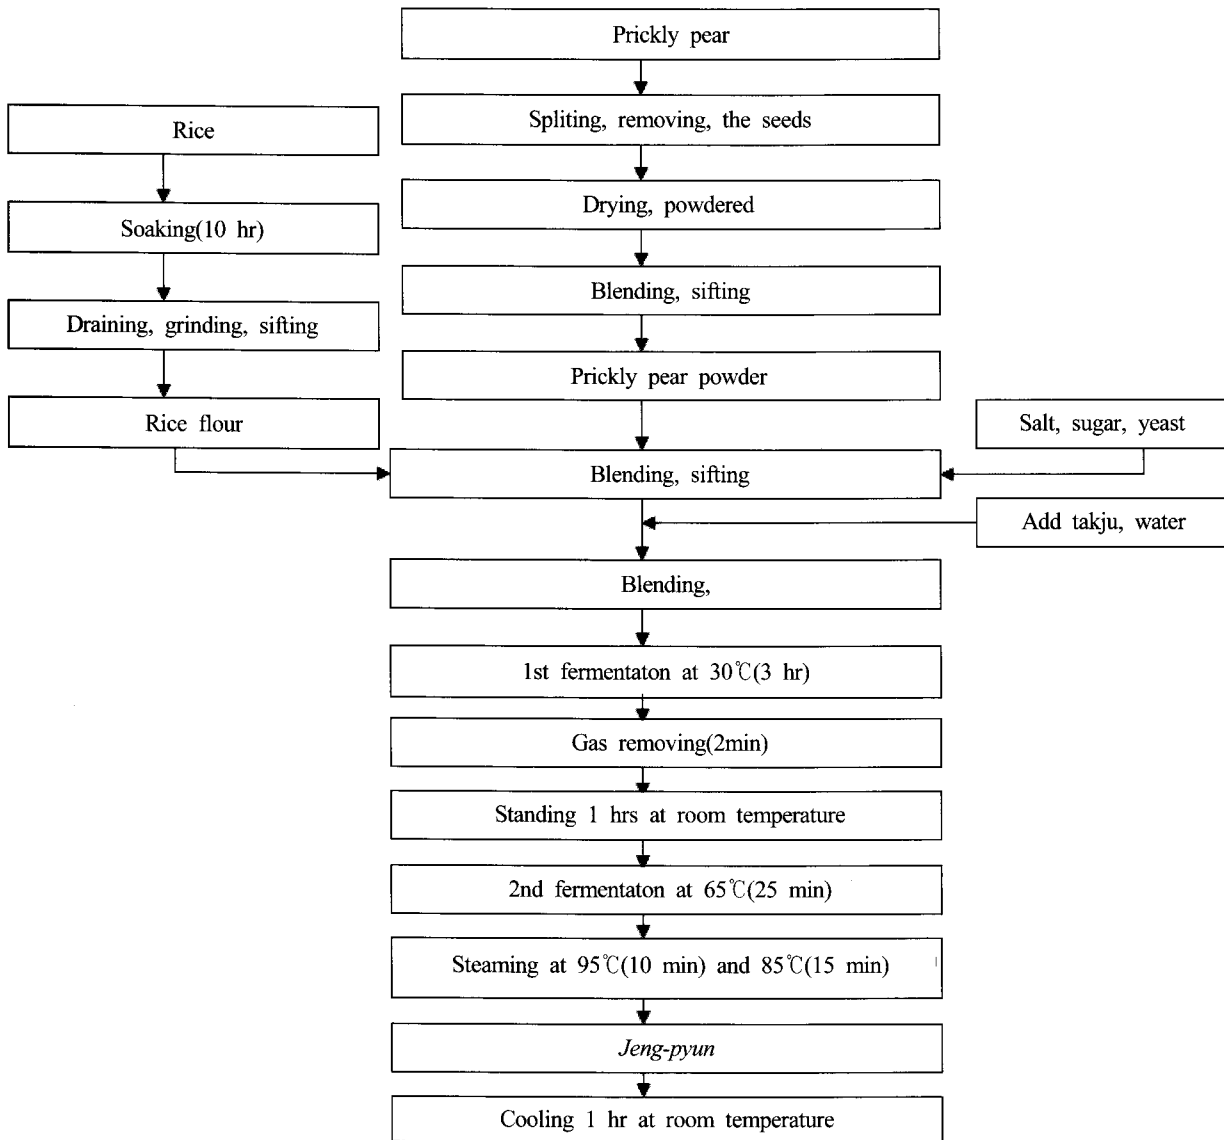 Prickly pear
Spliting, removing, the seeds
Rice
Drying, powdered
Soaking(10 hr)
Blending, sifting
Draining, grinding, sifting
Prickly pear powder
Rice flour
Salt, sugar, yeast
Blending, sifting
Add takju, water
Blending,
1st fermentaton at 30℃(3 hr)
Gas removing(2min)
Standing 1 hrs at room temperature
2nd fermentaton at 65℃(25 min)
Steaming at 95℃(10 min) and 85℃(15 min)
Jeng-pyun
Cooling 1 hr at room temperature